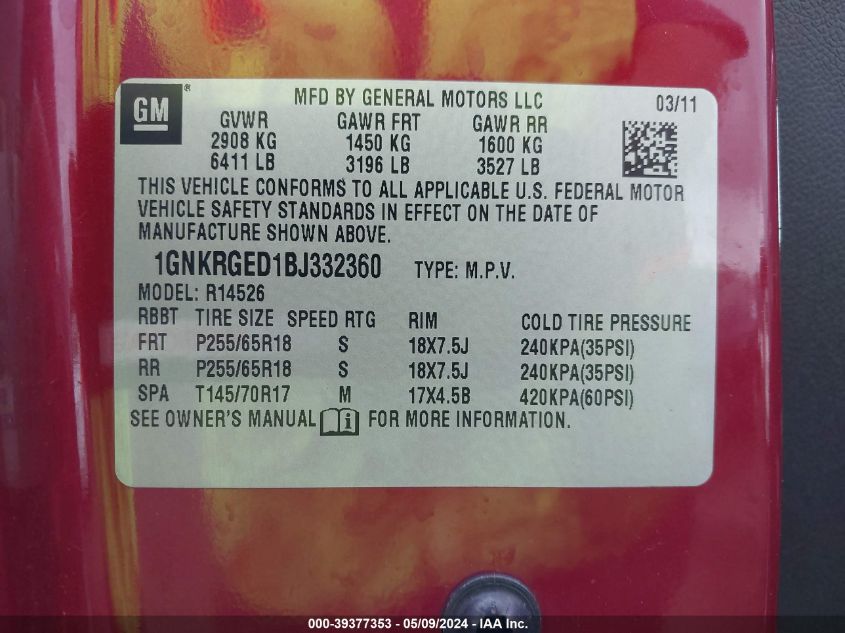 GM ®
MFD BY GENERAL MOTORS LLC 03/11
GVWR GAWR FRT GAWR RR
2908 KG 1450 KG 1600 KG
6411 LB 3196 LB 3527 LB
THIS VEHICLE CONFORMS TO ALL APPLICABLE U.S. FEDERAL MOTOR
VEHICLE SAFETY STANDARDS IN EFFECT ON THE DATE OF
MANUFACTURE SHOWN ABOVE.
1GNKRGED1BJ332360 TYPE: M.P.V.
MODEL: R14526
RBBT TIRE SIZE SPEED RTG RIM COLD TIRE PRESSURE
FRT P255/65R18 S 18X7.5J 240KPA(35PSI)
RR P255/65R18 S 18X7.5J 240KPA(35PSI)
SPA T145/70R17 M 17X4.5B 420KPA(60PSI)
SEE OWNER'S MANUAL i FOR MORE INFORMATION.
000-39377353 - 05/09/2024 - IAA Inc.